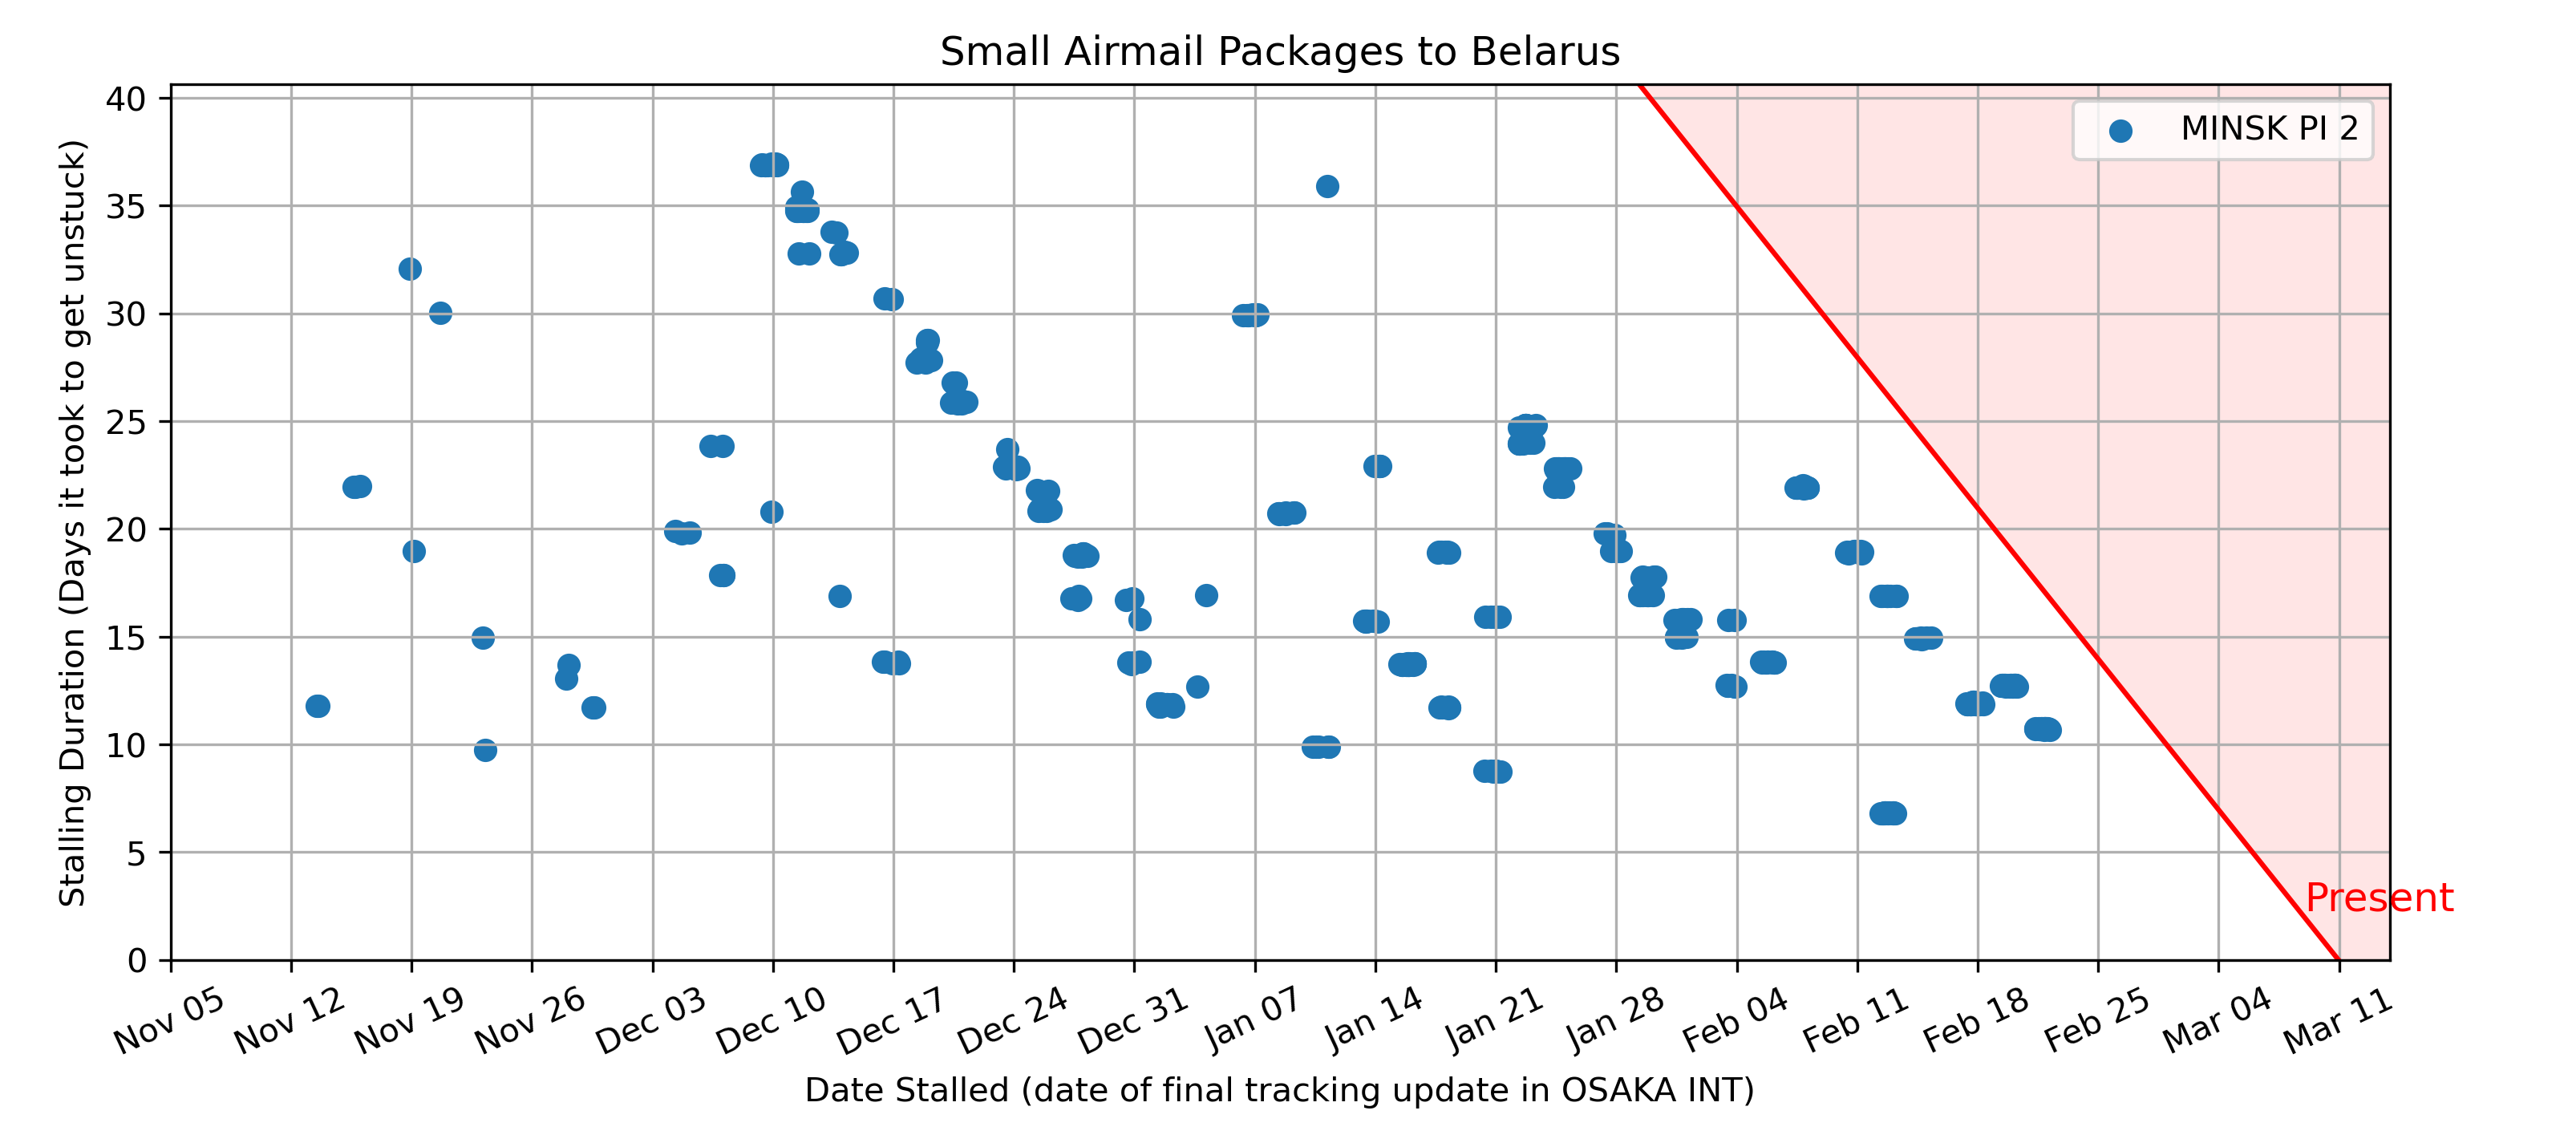 Small Airmail Packages to Belarus
MINSK PI 2
40
35
30
25
20
15
10
5
0
Stalling Duration (Days it took to get unstuck)
Present
Nov 05
Nov 12
Nov 19
Nov 26
Dec 03
Dec 10
Dec 17
Dec 24
Dec 31
Jan 07
Jan 14
Jan 21
Jan 28
Feb 04
Feb 11
Feb 18
Feb 25
Mar 04
Mar 11
Date Stalled (date of final tracking update in OSAKA INT)